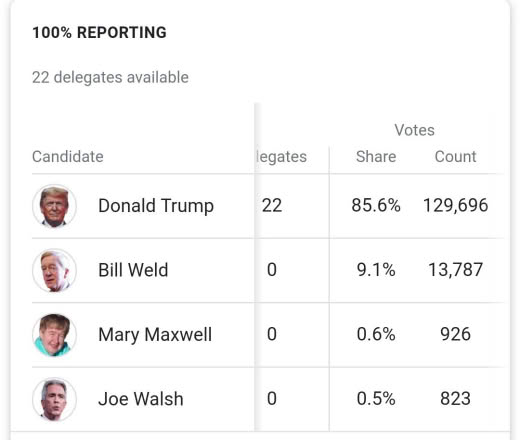 100% REPORTING
22 delegates available
Votes
Candidate legates Share Count
Donald Trump 22 85.6% 129,696
Bill Weld 0 9.1% 13,787
Mary Maxwell 0 0.6% 926
Joe Walsh 0 0.5% 823